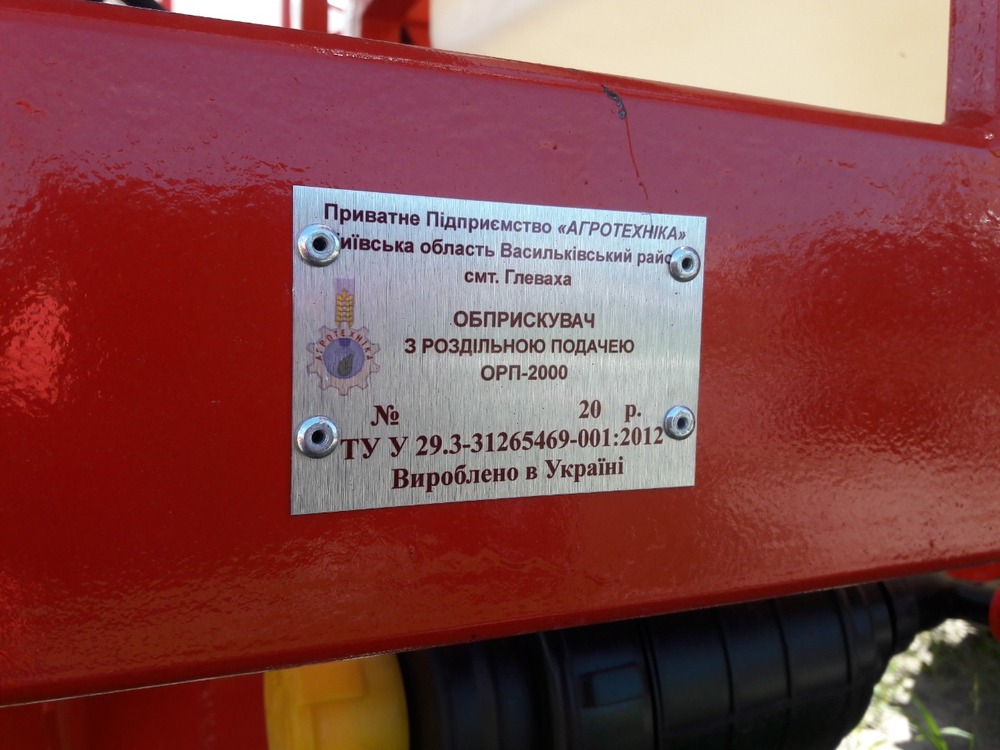 Приватне Підприємство «АГРОТЕХНІКА»
иївська область Васильківський райо
смт. Глеваха
АГРОТЕХНІКА
ОБПРИСКУВАЧ
З РОЗДІЛЬНОЮ ПОДАЧЕЮ
ОРП-2000
№ 20 р.
ТУ У 29.3-31265469-001:2012
Вироблено в Україні